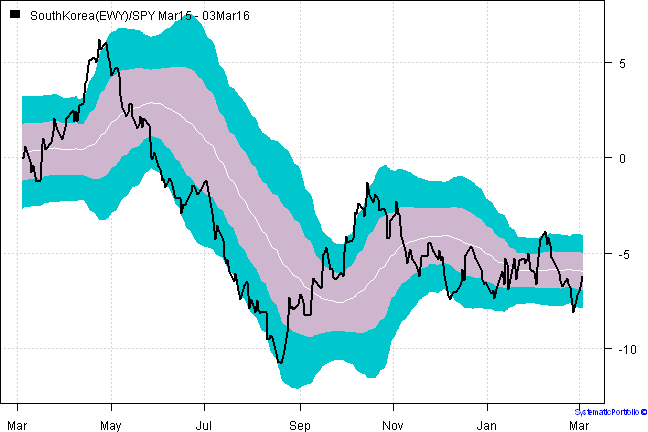 SouthKorea(EWY)/SPY Mar15 - 03Mar16
5
0
-5
-10
Mar May Jul Sep Nov Jan Mar
SystematicPortfolio ©